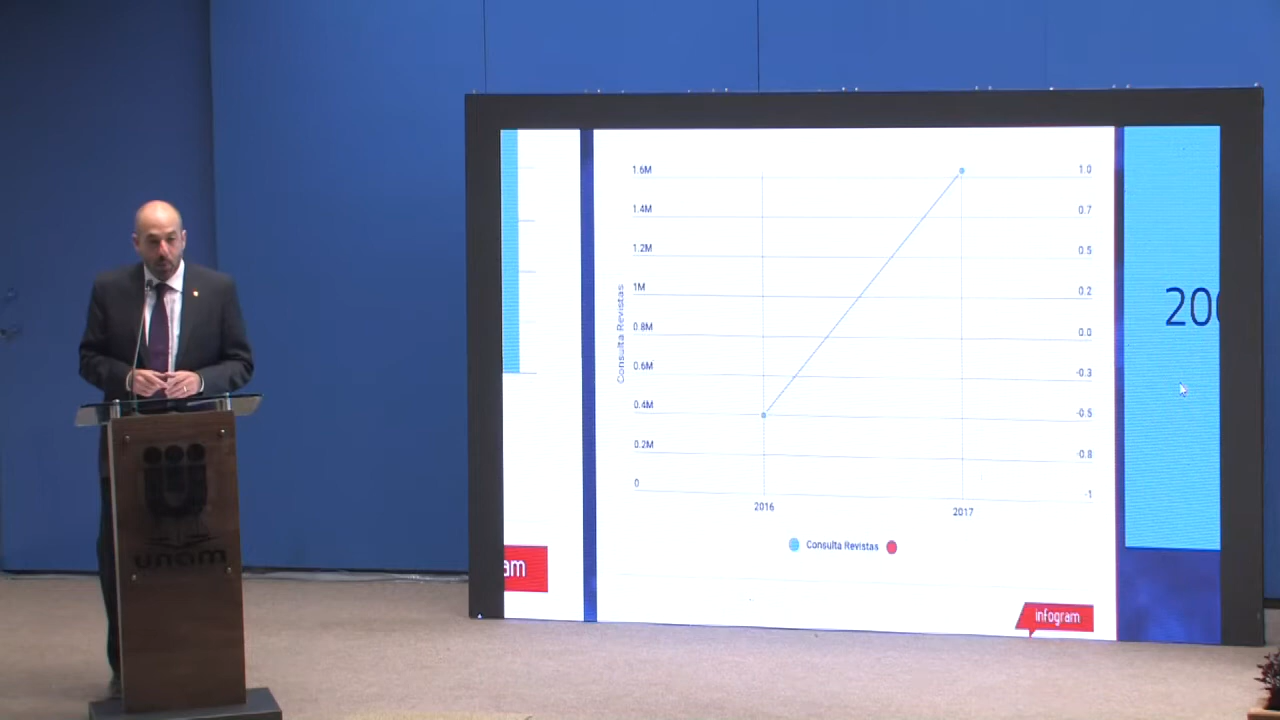 1.6M
1.4M
1.2M
1M
0.8M
0.6M
0.4M
0.2M
0
Consulta Revistas
1.0
0.7
0.5
0.2
0.0
-0.3
-0.5
-0.8
-1
2016
2017
Consulta Revistas
infogram
am
200
unam